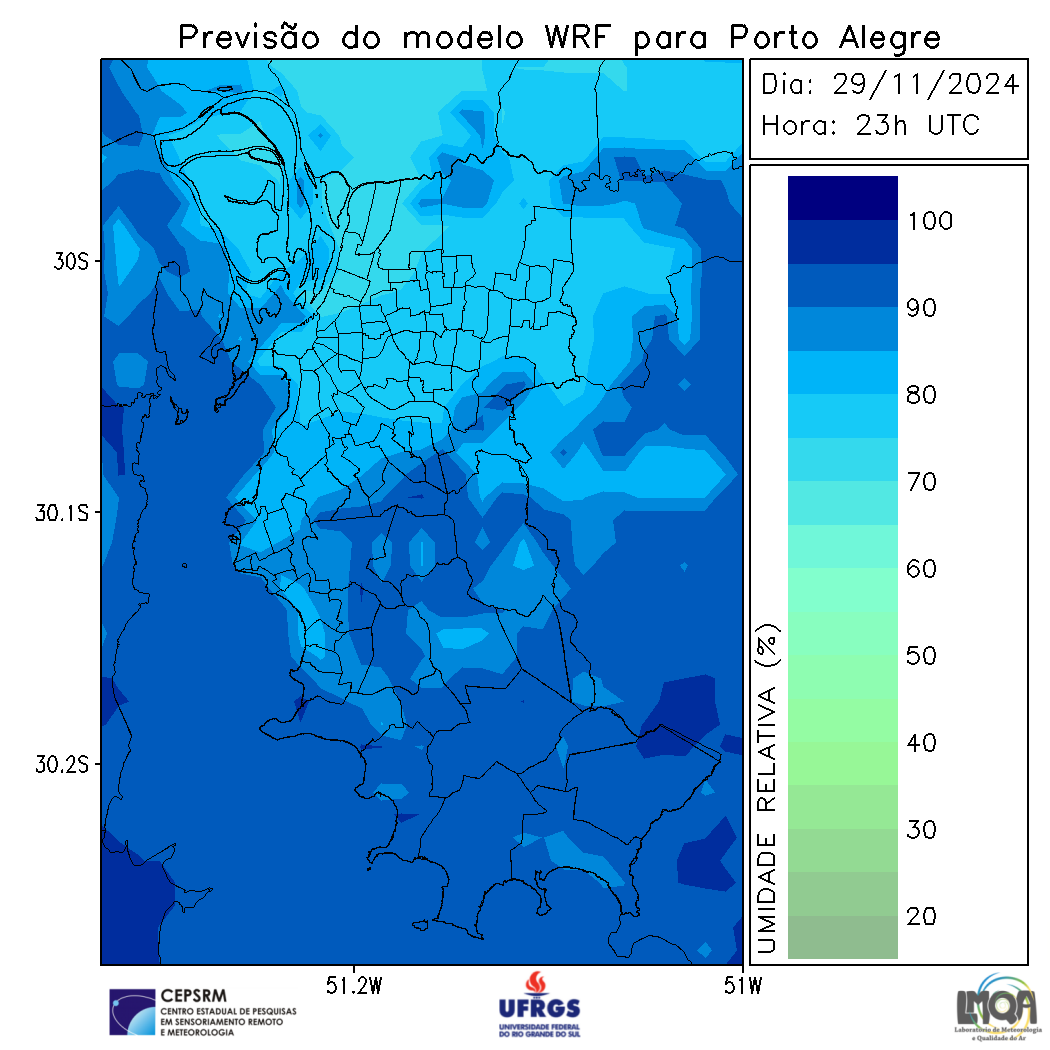 Previsão do modelo WRF para Porto Alegre
Dia: 29/11/2024
Hora: 23h UTC
30S
30.1S
30.2S
51.2W
51W
100
90
80
70
60
50
40
30
20
UMIDADE RELATIVA (%)
CEPSRM
CENTRO ESTADUAL DE PESQUISAS
EM SENSORIAMENTO REMOTO
E METEOROLOGIA
UFRGS
UNIVERSIDADE FEDERAL
DO RIO GRANDE DO SUL
LMQA
Laboratório de Meteorologia
e Qualidade do Ar